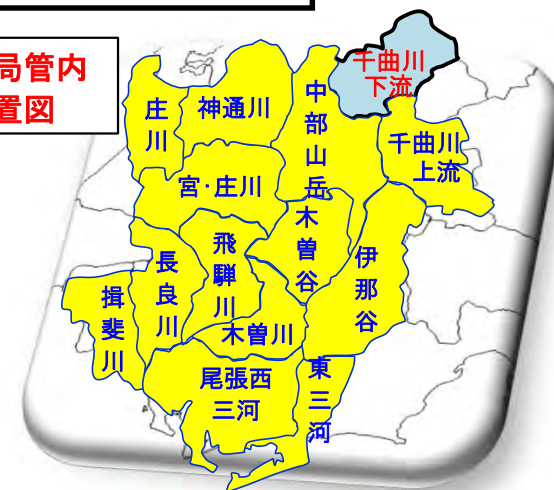 局管内
置図
千曲川
下流
庄川
神通川
中部山岳
千曲川
上流
宮・庄川
木曽谷
飛騨川
伊那谷
長良川
揖斐川
木曽川
尾張西
三河
東三河